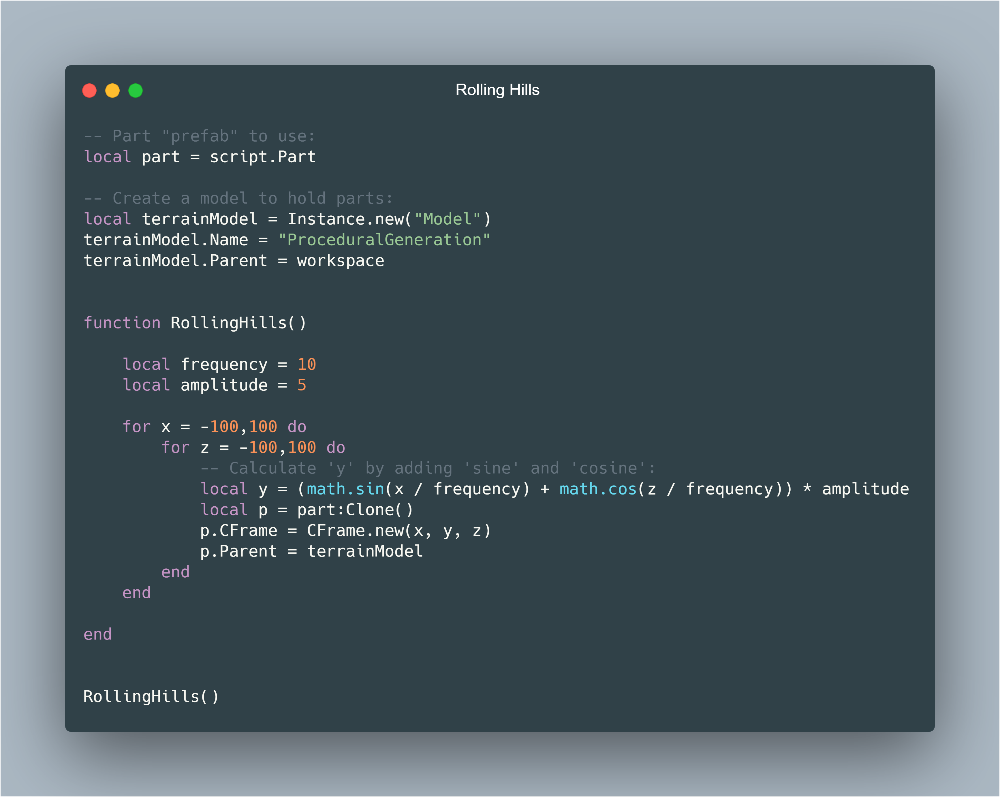 Rolling Hills
-- Part "prefab" to use:
local part = script.Part
-- Create a model to hold parts:
local terrainModel = Instance.new("Model")
terrainModel.Name = "ProceduralGeneration"
terrainModel.Parent = workspace
function RollingHills()
    local frequency = 10
    local amplitude = 5
    for x = -100,100 do
        for z = -100,100 do
            -- Calculate 'y' by adding 'sine' and 'cosine':
            local y = (math.sin(x / frequency) + math.cos(z / frequency)) * amplitude
            local p = part:Clone()
            p.CFrame = CFrame.new(x, y, z)
            p.Parent = terrainModel
        end
    end
end
RollingHills()